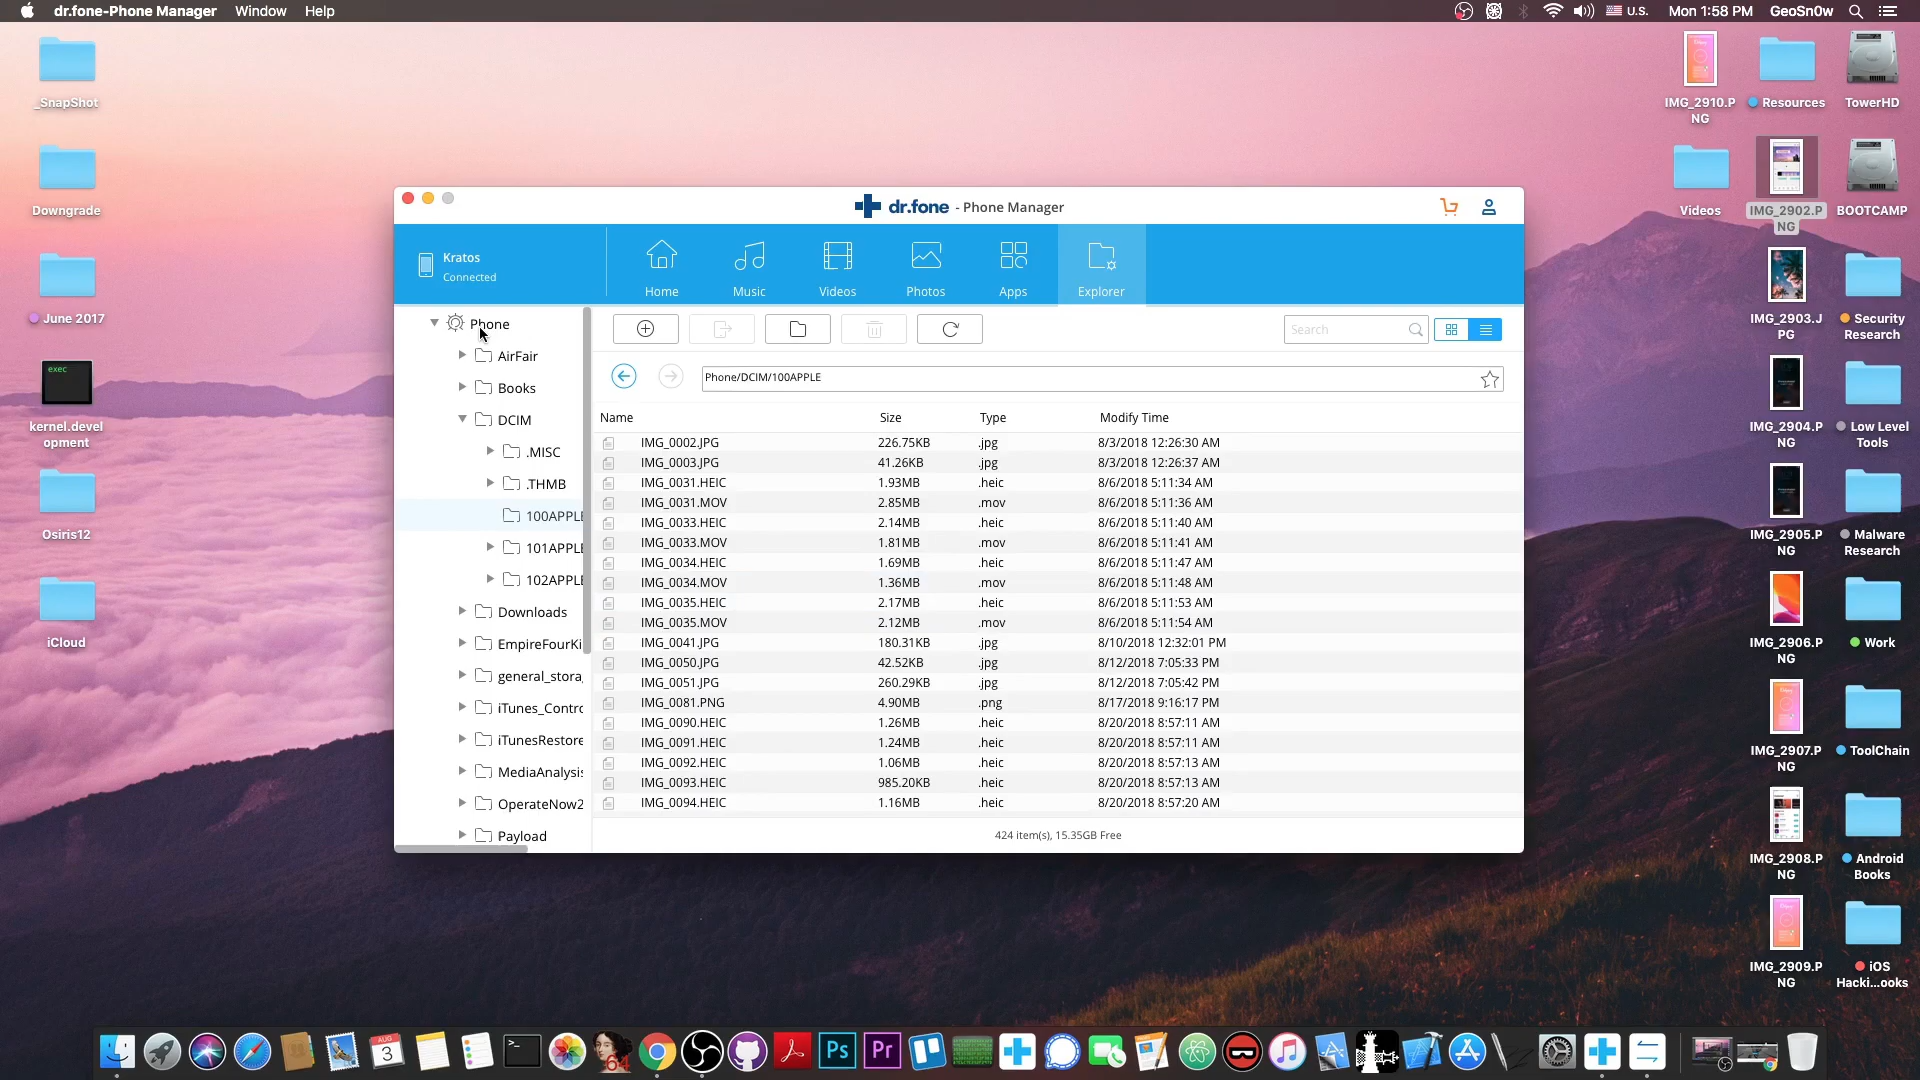 dr.fone-Phone Manager Window Help
U.S. Mon 1:58 PM GeoSn0w
_SnapShot
Downgrade
June 2017
exec
kernel.devel
opment
Osiris12
iCloud
dr.fone - Phone Manager
Kratos
Connected
Home
Music
Videos
Photos
Apps
Explorer
Phone
AirFair
Books
DCIM
.MISC
.THMB
100APPLE
101APPLE
102APPLE
Downloads
EmpireFourKi
general_stora
iTunes_Contro
iTunesRestore
MediaAnalysis
OperateNow2
Payload
Search
Phone/DCIM/100APPLE
Name Size Type Modify Time
IMG_0002.JPG 226.75KB .jpg 8/3/2018 12:26:30 AM
IMG_0003.JPG 41.26KB .jpg 8/3/2018 12:26:37 AM
IMG_0031.HEIC 1.93MB .heic 8/6/2018 5:11:34 AM
IMG_0031.MOV 2.85MB .mov 8/6/2018 5:11:36 AM
IMG_0033.HEIC 2.14MB .heic 8/6/2018 5:11:40 AM
IMG_0033.MOV 1.81MB .mov 8/6/2018 5:11:41 AM
IMG_0034.HEIC 1.69MB .heic 8/6/2018 5:11:47 AM
IMG_0034.MOV 1.36MB .mov 8/6/2018 5:11:48 AM
IMG_0035.HEIC 2.17MB .heic 8/6/2018 5:11:53 AM
IMG_0035.MOV 2.12MB .mov 8/6/2018 5:11:54 AM
IMG_0041.JPG 180.31KB .jpg 8/10/2018 12:32:01 PM
IMG_0050.JPG 42.52KB .jpg 8/12/2018 7:05:33 PM
IMG_0051.JPG 260.29KB .jpg 8/12/2018 7:05:42 PM
IMG_0081.PNG 4.90MB .png 8/17/2018 9:16:17 PM
IMG_0090.HEIC 1.26MB .heic 8/20/2018 8:57:11 AM
IMG_0091.HEIC 1.24MB .heic 8/20/2018 8:57:11 AM
IMG_0092.HEIC 1.06MB .heic 8/20/2018 8:57:13 AM
IMG_0093.HEIC 985.20KB .heic 8/20/2018 8:57:13 AM
IMG_0094.HEIC 1.16MB .heic 8/20/2018 8:57:20 AM
424 item(s), 15.35GB Free
IMG_2910.P
NG
Resources
TowerHD
Videos
IMG_2902.P
NG
BOOTCAMP
IMG_2903.J
PG
Security
Research
IMG_2904.P
NG
Low Level
Tools
IMG_2905.P
NG
Malware
Research
IMG_2906.P
NG
Work
IMG_2907.P
NG
ToolChain
IMG_2908.P
NG
Android
Books
IMG_2909.P
NG
iOS
Hacki...ooks
AUG
3
64
Ps
Pr